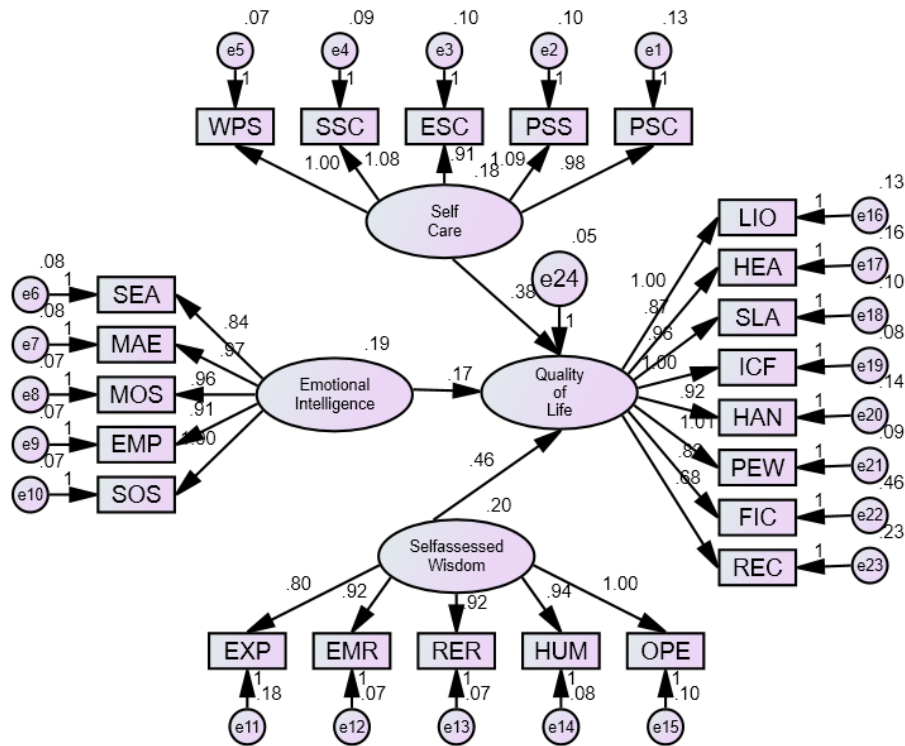 .07 .09 .10 .10 .13
e5 e4 e3 e2 e1
1 1 1 1 1
WPS SSC ESC PSS PSC
1.00 1.08 .91 1.09 .98
.18
Self
Care
.05
e24
.38
1
.08
e6 1 SEA
.08
e7 1 MAE
.07
e8 1 MOS
.07
e9 1 EMP
.07
e10 1 SOS
.84
.97
.96
.91
1.00
.19
Emotional
Intelligence
.17
Quality
of
Life
.13
LIO 1 e16
.16
HEA 1 e17
.10
SLA 1 e18
.08
ICF 1 e19
.14
HAN 1 e20
.09
PEW 1 e21
.46
FIC 1 e22
.23
REC 1 e23
1.00
.87
.96
1.00
.92
1.01
.68
.46
.20
Selfassessed
Wisdom
.80 .92 .92 .94 1.00
EXP EMR RER HUM OPE
1 1 1 1 1
.18 .07 .07 .08 .10
e11 e12 e13 e14 e15